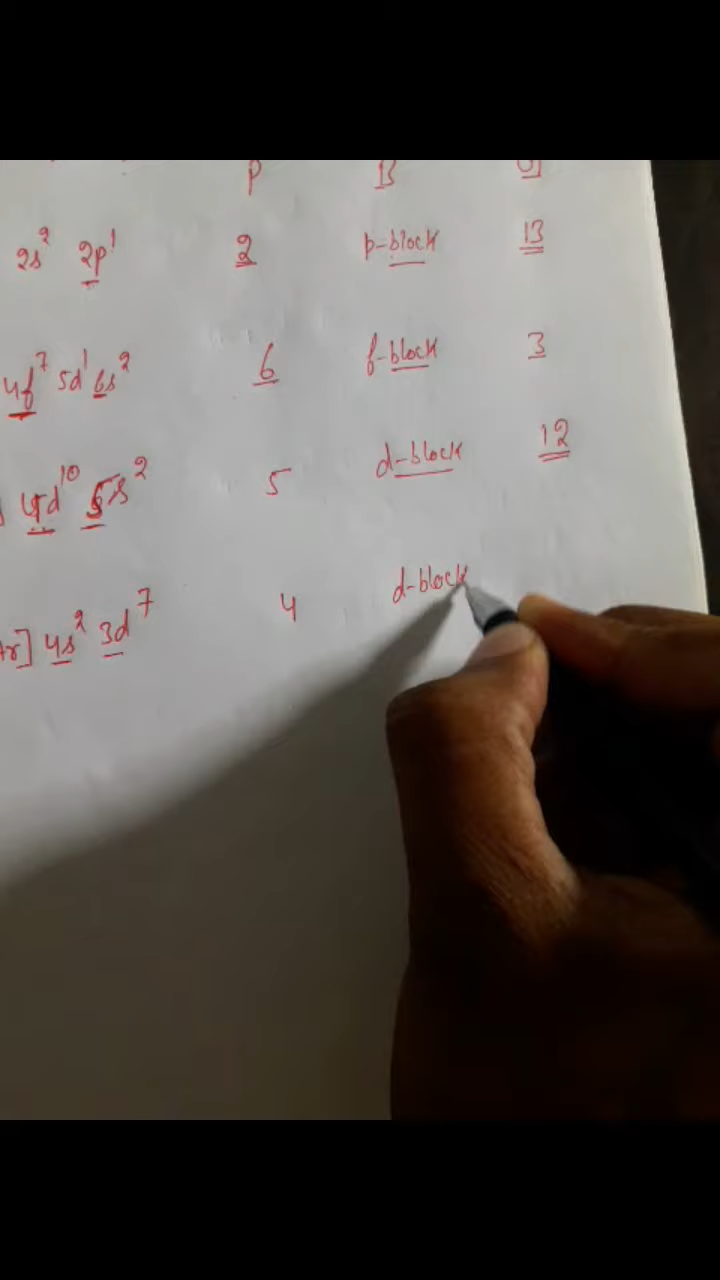 P B G
2s² 2p¹ 2 p-block 13
4f⁷ 5d¹ 6s² 6 f-block 3
4d¹⁰ 5s² 5 d-block 12
Ar] 4s² 3d⁷ 4 d-block